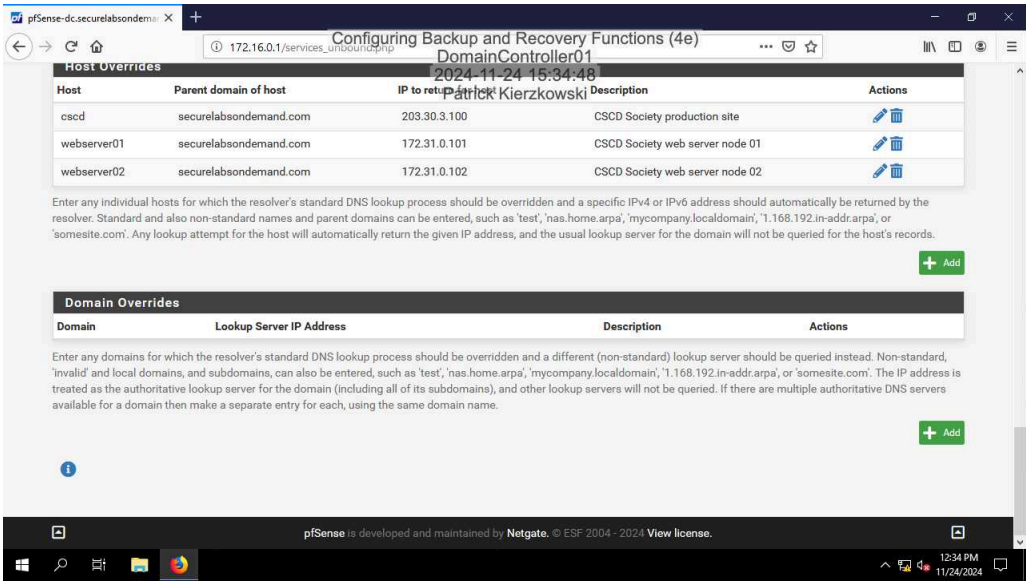 pfSense-dc.securelabsondema
172.16.0.1/services_unbound.php
Configuring Backup and Recovery Functions (4e)
DomainController01
2024-11-24 15:34:48
Patrick Kierzkowski
Host Overrides
Host Parent domain of host IP to return for host Description Actions
cscd securelabsondemand.com 203.30.3.100 CSCD Society production site
webserver01 securelabsondemand.com 172.31.0.101 CSCD Society web server node 01
webserver02 securelabsondemand.com 172.31.0.102 CSCD Society web server node 02
Enter any individual hosts for which the resolver's standard DNS lookup process should be overridden and a specific IPv4 or IPv6 address should automatically be returned by the
resolver. Standard and also non-standard names and parent domains can be entered, such as 'test', 'nas.home.arpa', 'mycompany.localdomain', '1.168.192.in-addr.arpa', or
'somesite.com'. Any lookup attempt for the host will automatically return the given IP address, and the usual lookup server for the domain will not be queried for the host's records.
Add
Domain Overrides
Domain Lookup Server IP Address Description Actions
Enter any domains for which the resolver's standard DNS lookup process should be overridden and a different (non-standard) lookup server should be queried instead. Non-standard,
'invalid' and local domains, and subdomains, can also be entered, such as 'test', 'nas.home.arpa', 'mycompany.localdomain', '1.168.192.in-addr.arpa', or 'somesite.com'. The IP address is
treated as the authoritative lookup server for the domain (including all of its subdomains), and other lookup servers will not be queried. If there are multiple authoritative DNS servers
available for a domain then make a separate entry for each, using the same domain name.
Add
pfSense is developed and maintained by Netgate. © ESF 2004 - 2024 View license.
12:34 PM
11/24/2024